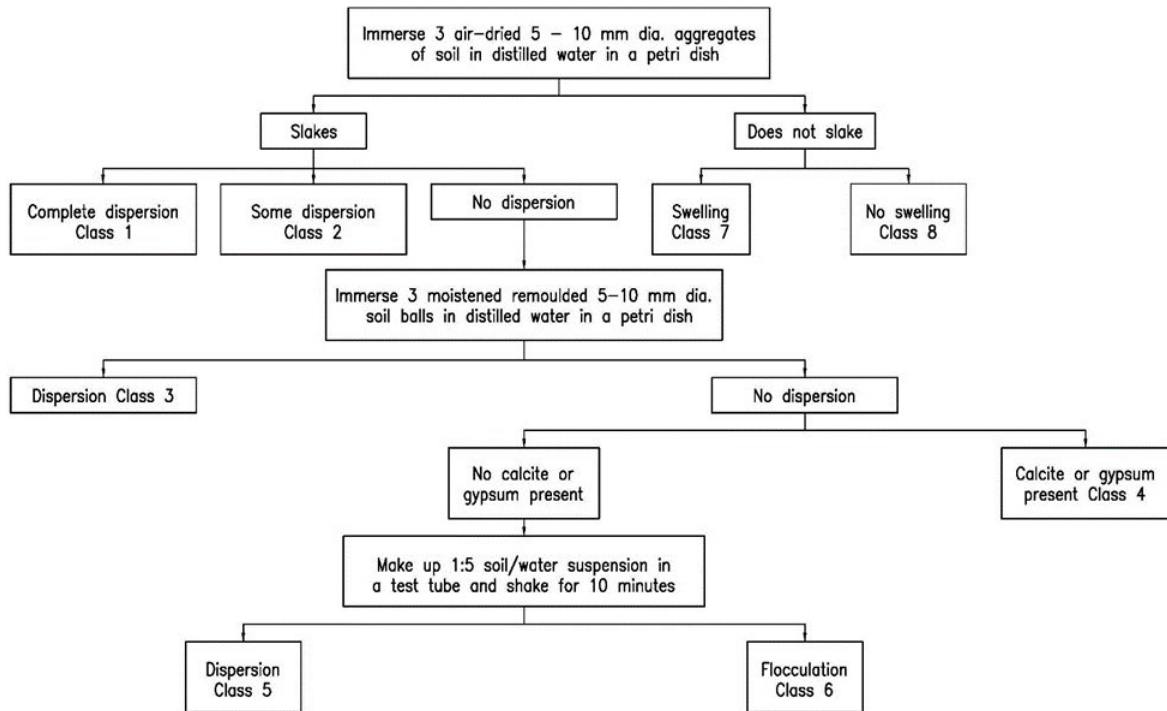 Immerse 3 air-dried 5 – 10 mm dia. aggregates
of soil in distilled water in a petri dish
Slakes
Does not slake
Complete dispersion
Class 1
Some dispersion
Class 2
No dispersion
Swelling
Class 7
No swelling
Class 8
Immerse 3 moistened remoulded 5–10 mm dia.
soil balls in distilled water in a petri dish
Dispersion Class 3
No dispersion
No calcite or
gypsum present
Calcite or gypsum
present Class 4
Make up 1:5 soil/water suspension in
a test tube and shake for 10 minutes
Dispersion
Class 5
Flocculation
Class 6